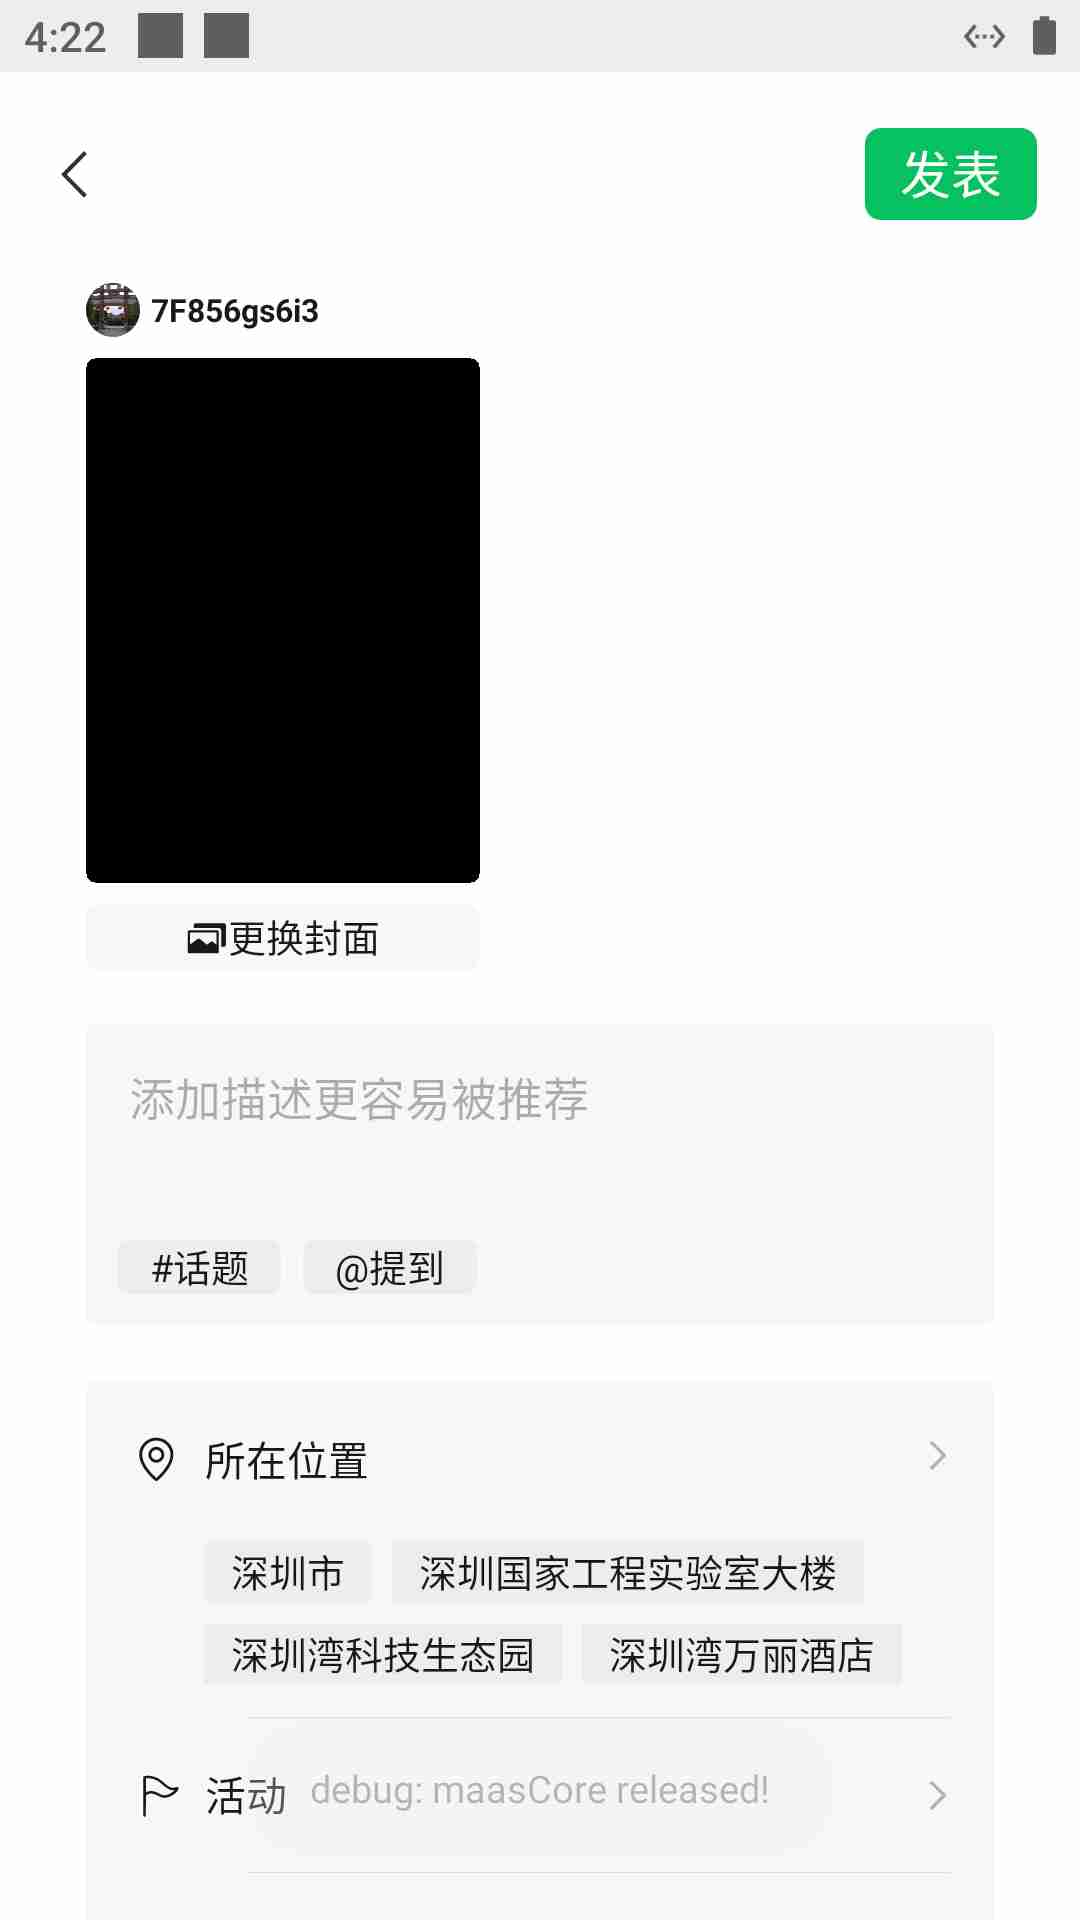 4:22
发表
7F856gs6i3
更换封面
添加描述更容易被推荐
#话题 @提到
所在位置
深圳市 深圳国家工程实验室大楼
深圳湾科技生态园 深圳湾万丽酒店
活动
debug: maasCore released!